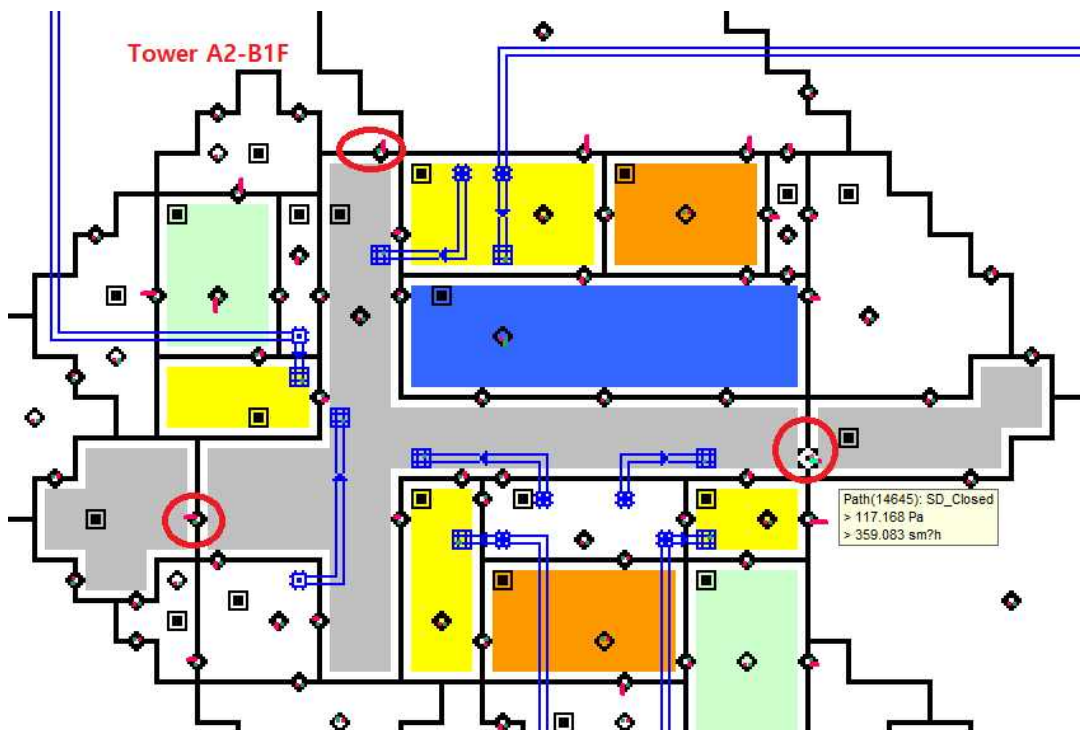 Tower A2-B1F
Path(14645): SD_Closed
> 117.168 Pa
> 359.083 sm?h